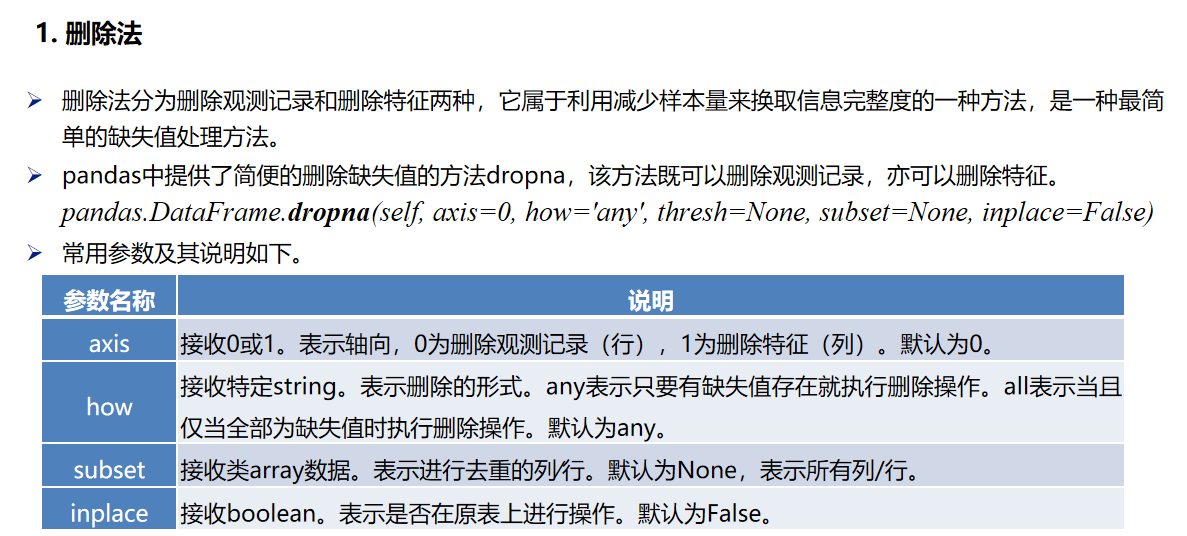 1. 删除法
➢ 删除法分为删除观测记录和删除特征两种，它属于利用减少样本量来换取信息完整度的一种方法，是一种最简
单的缺失值处理方法。
➢ pandas中提供了简便的删除缺失值的方法dropna，该方法既可以删除观测记录，亦可以删除特征。
pandas.DataFrame.dropna(self, axis=0, how='any', thresh=None, subset=None, inplace=False)
➢ 常用参数及其说明如下。
参数名称 说明
axis 接收0或1。表示轴向，0为删除观测记录（行），1为删除特征（列）。默认为0。
how 接收特定string。表示删除的形式。any表示只要有缺失值存在就执行删除操作。all表示当且
仅当全部为缺失值时执行删除操作。默认为any。
subset 接收类array数据。表示进行去重的列/行。默认为None，表示所有列/行。
inplace 接收boolean。表示是否在原表上进行操作。默认为False。